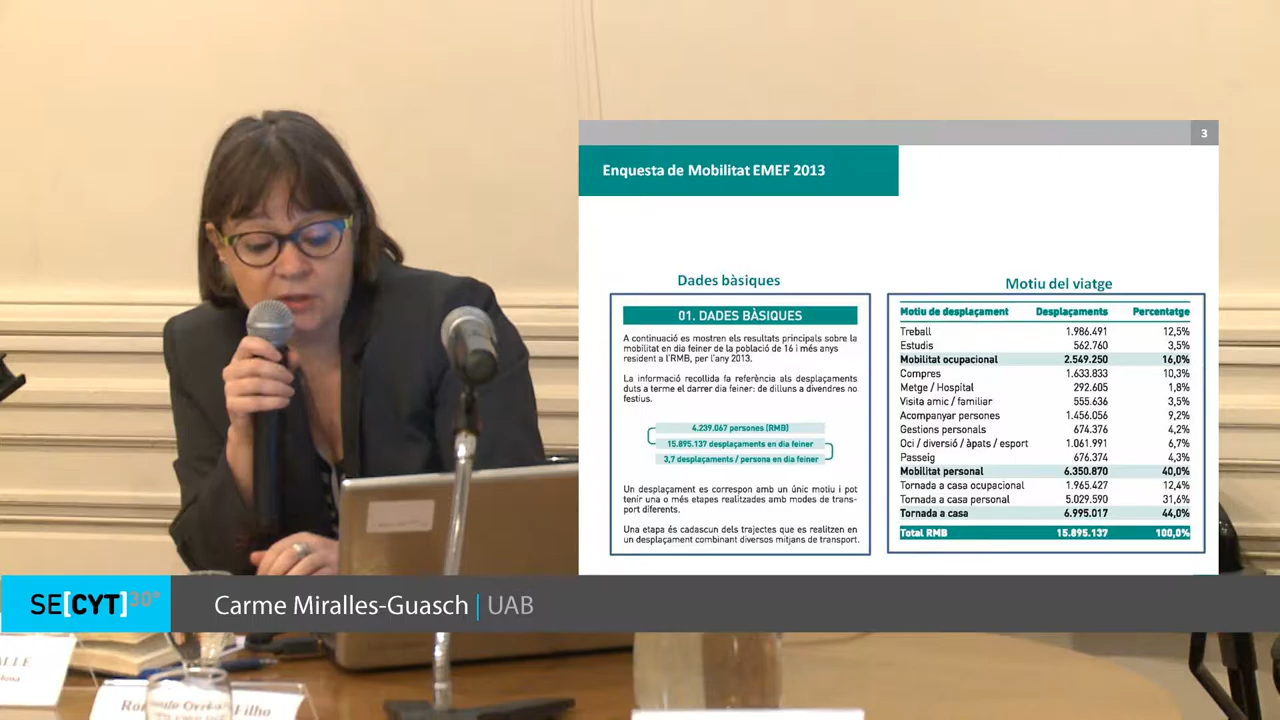 3
Enquesta de Mobilitat EMEF 2013
Dades bàsiques
01. DADES BÀSIQUES
A continuació es mostren els resultats principals sobre la
mobilitat en dia feiner de la població de 16 i més anys
resident a l'RMB, per l'any 2013.
La informació recollida fa referència als desplaçaments
duts a terme el darrer dia feiner: de dilluns a divendres no
festius.
4.239.067 persones (RMB)
15.895.137 desplaçaments en dia feiner
3,7 desplaçaments / persona en dia feiner
Un desplaçament es correspon amb un únic motiu i pot
tenir una o més etapes realitzades amb modes de trans-
port diferents.
Una etapa és cadascun dels trajectes que es realitzen en
un desplaçament combinant diversos mitjans de transport.
Motiu del viatge
Motiu de desplaçament Desplaçaments Percentatge
Treball 1.986.491 12,5%
Estudis 562.760 3,5%
Mobilitat ocupacional 2.549.250 16,0%
Compres 1.633.833 10,3%
Metge / Hospital 292.605 1,8%
Visita amic / familiar 555.636 3,5%
Acompanyar persones 1.456.056 9,2%
Gestions personals 674.376 4,2%
Oci / diversió / àpats / esport 1.061.991 6,7%
Passeig 676.374 4,3%
Mobilitat personal 6.350.870 40,0%
Tornada a casa ocupacional 1.965.427 12,4%
Tornada a casa personal 5.029.590 31,6%
Tornada a casa 6.995.017 44,0%
Total RMB 15.895.137 100,0%
SE[CYT]30º
Carme Miralles-Guasch | UAB
Filho